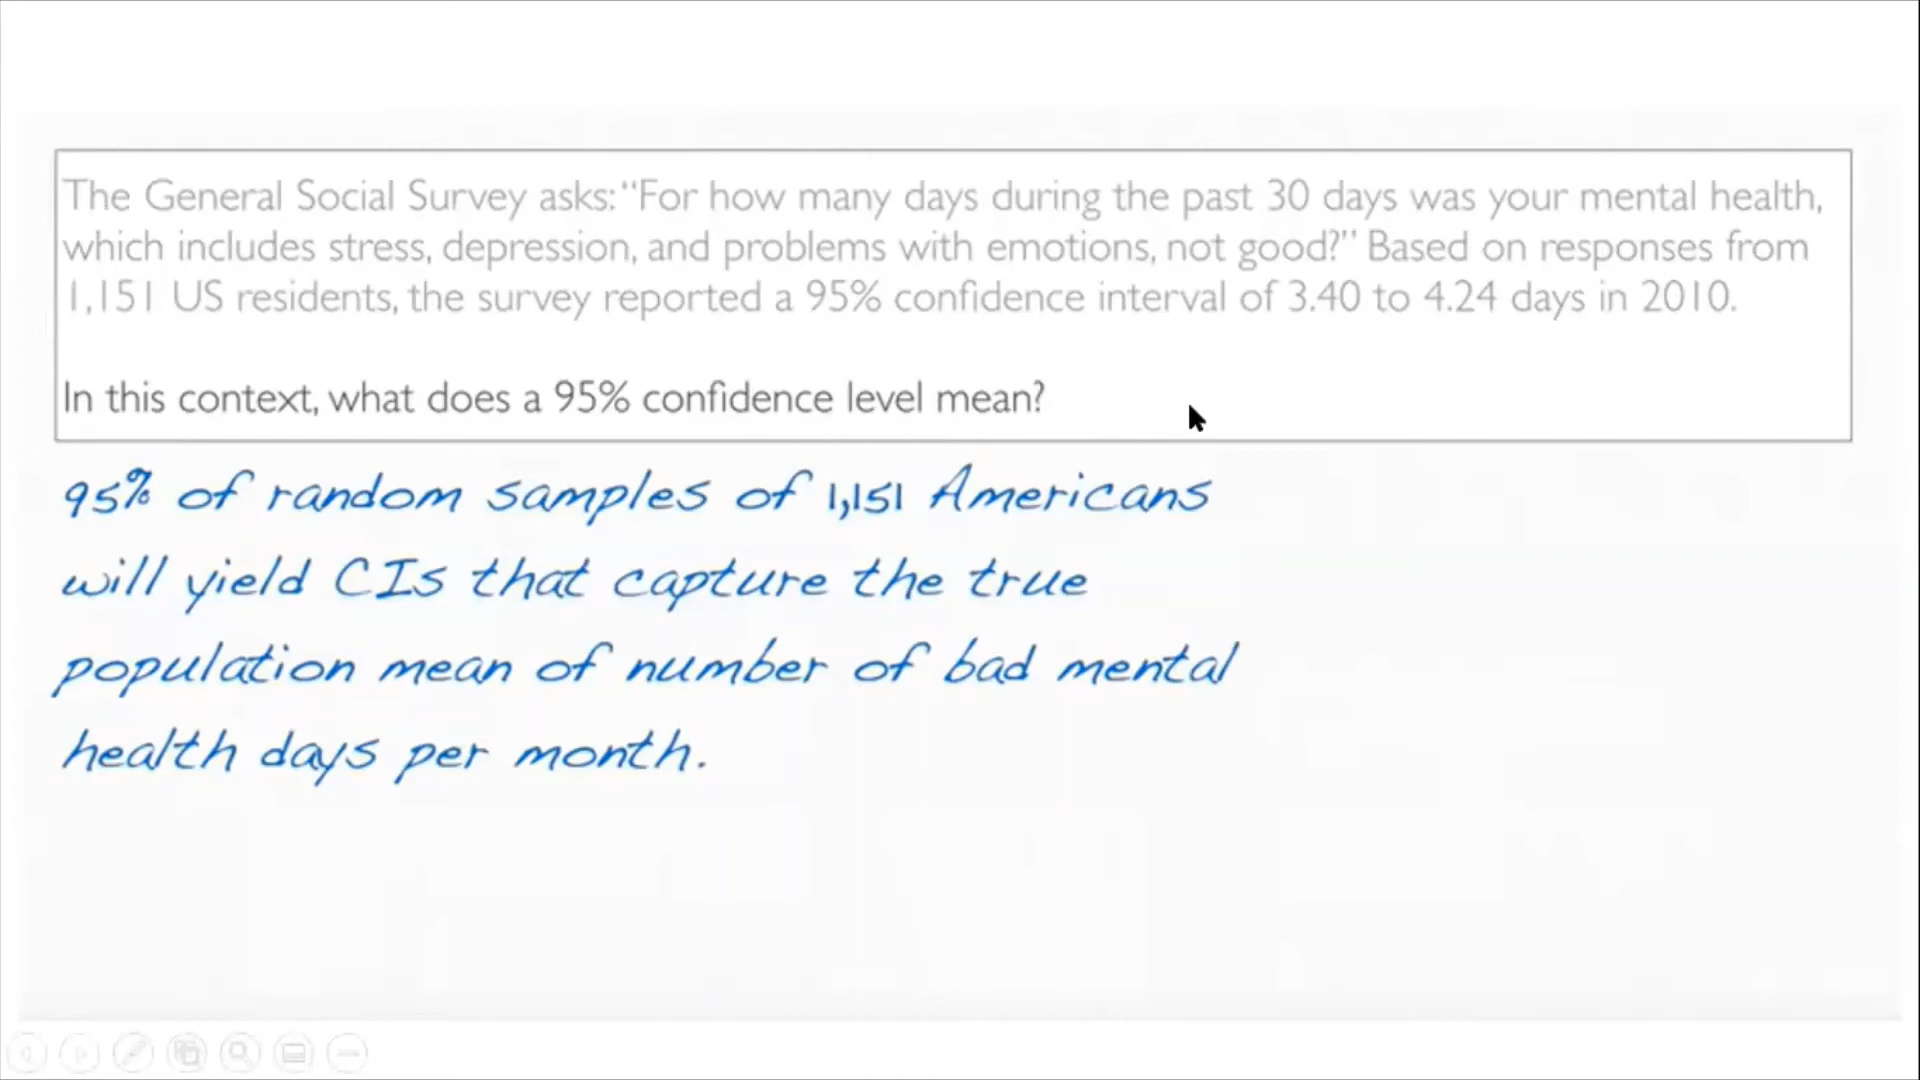 The General Social Survey asks: "For how many days during the past 30 days was your mental health,
which includes stress, depression, and problems with emotions, not good?" Based on responses from
1,151 US residents, the survey reported a 95% confidence interval of 3.40 to 4.24 days in 2010.
In this context, what does a 95% confidence level mean?
95% of random samples of 1,151 Americans
will yield CIs that capture the true
population mean of number of bad mental
health days per month.